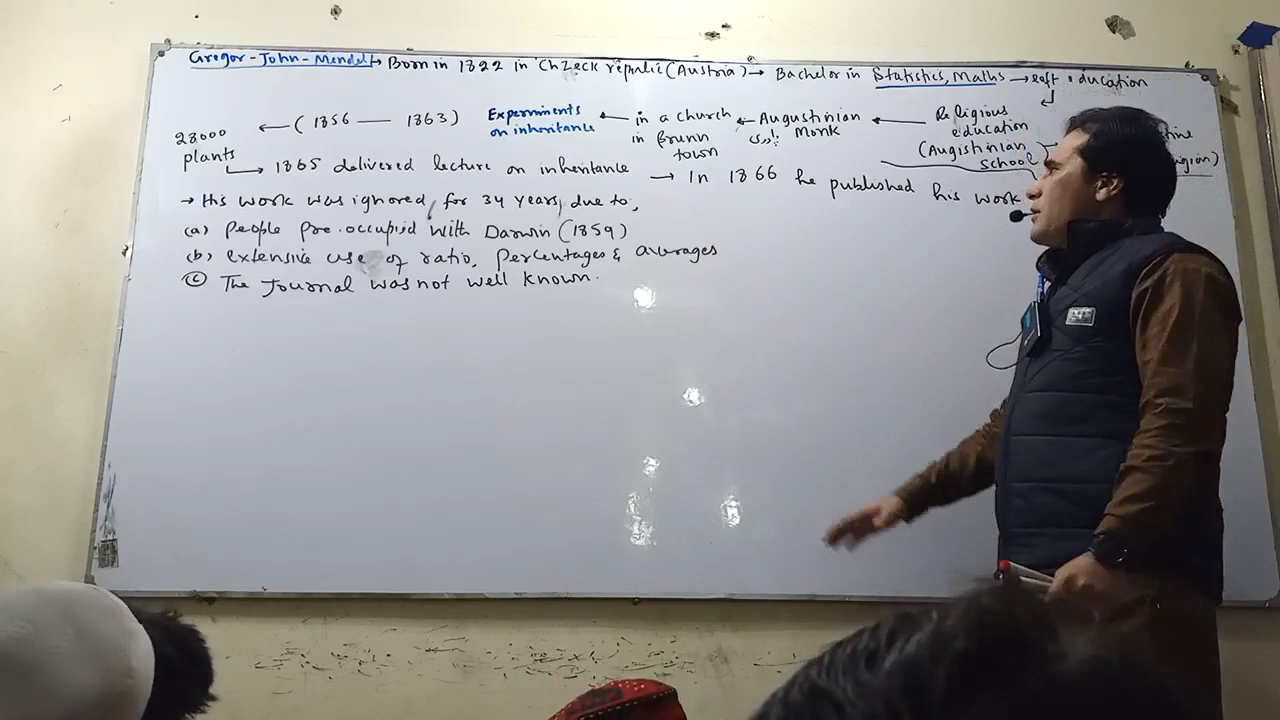 Gregor-John-Mendel → Born in 1822 in Chzeck repulic (Austria) → Bachelor in Statistics, Maths → left education
Religious education (Augistinian school)
← Augustinian Monk
← in a church in Brunn town
← Experiments on inheritance
(1856 — 1863)
← 28000 plants
→ 1865 delivered lecture on inheritance → In 1866 he published his work
→ His work was ignored for 34 years due to,
(a) People pre-occupied with Darwin (1859)
(b) extensive use of ratio, percentages & averages
(c) The Journal was not well known.